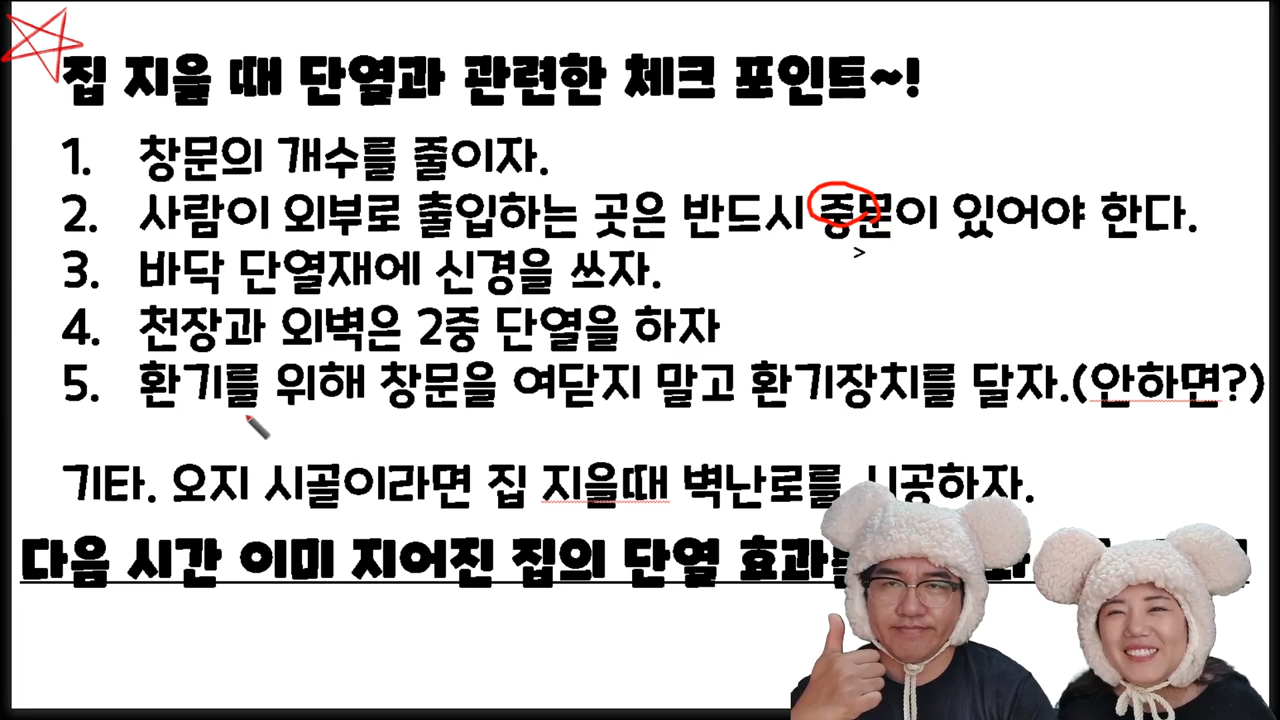 집 지을 때 단열과 관련한 체크 포인트~!
1. 창문의 개수를 줄이자.
2. 사람이 외부로 출입하는 곳은 반드시 중문이 있어야 한다.
3. 바닥 단열재에 신경을 쓰자.
4. 천장과 외벽은 2중 단열을 하자
5. 환기를 위해 창문을 여닫지 말고 환기장치를 달자.(안하면?)
기타. 오지 시골이라면 집 지을때 벽난로를 시공하자.
다음 시간 이미 지어진 집의 단열